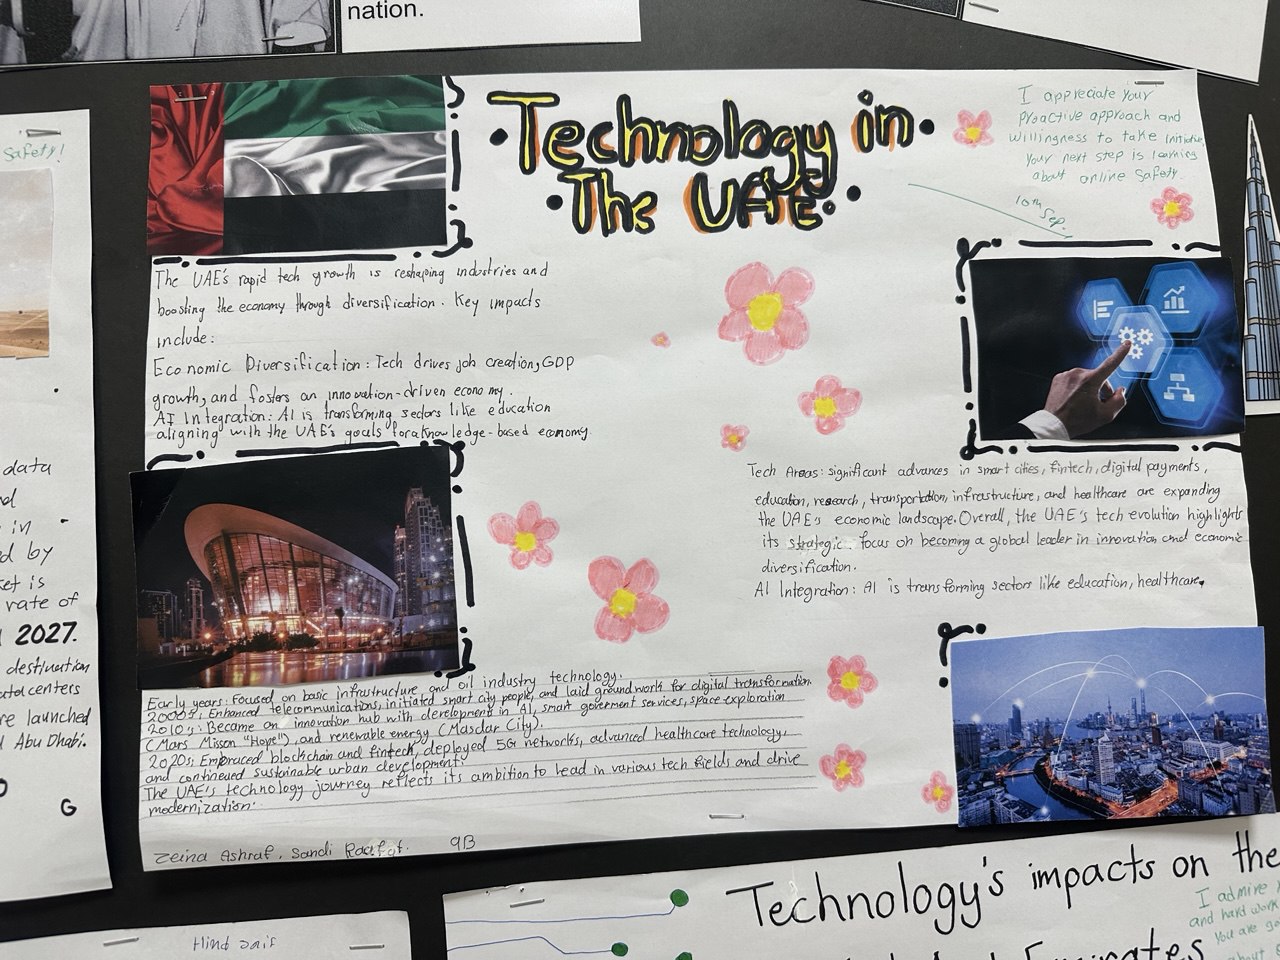 nation.
Safety!
Technology in
The UAE
I appreciate your
proactive approach and
willingness to take initiative
Your next step is learning
about online safety.
10th
Sep.
The UAE's rapid tech growth is reshaping industries and
boosting the economy through diversification. Key impacts
include:
Economic Diversification: Tech drives job creation, GDP
growth, and fosters an innovation-driven economy.
AI Integration: AI is transforming sectors like education
aligning with the UAE's goals for a knowledge-based economy.
Tech Areas: significant advances in smart cities, fintech, digital payments,
education, research, transportation, infrastructure, and healthcare are expanding
the UAE's economic landscape. Overall, the UAE's tech evolution highlights
its strategic focus on becoming a global leader in innovation and economic
diversification.
AI Integration: AI is transforming sectors like education, healthcare,
Early years: Focused on basic infrastructure and oil industry technology.
2000s: Enhanced telecommunications, initiated smart city people, and laid groundwork for digital transformation
2010's: Became an innovation hub with development in AI, smart goverment services, space exploration
(Mars Misson "Hope"), and renewable energy (Masdar City).
2020s: Embraced blockchain and fintech, deployed 5G networks, advanced healthcare technology,
and continued sustainable urban development.
The UAE's technology journey reflects its ambition to lead in various tech fields and drive
modernization.
Zeina Ashraf, Sandi Raafat. 9B
data
in
ed by
ket is
rate of
2027.
destination
data centers
re launched
Abu Dhabi.
G
Hind Saif
Technology's impacts on the
Emirates
I admire
and hard work
You are
about